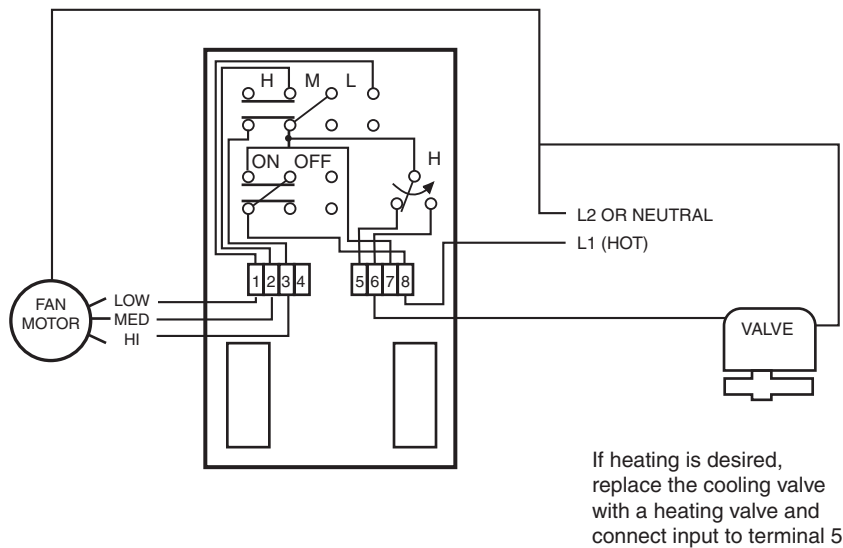 H M L
ON OFF
H
L2 OR NEUTRAL
L1 (HOT)
1 2 3 4
5 6 7 8
FAN
MOTOR
LOW
MED
HI
VALVE
If heating is desired,
replace the cooling valve
with a heating valve and
connect input to terminal 5